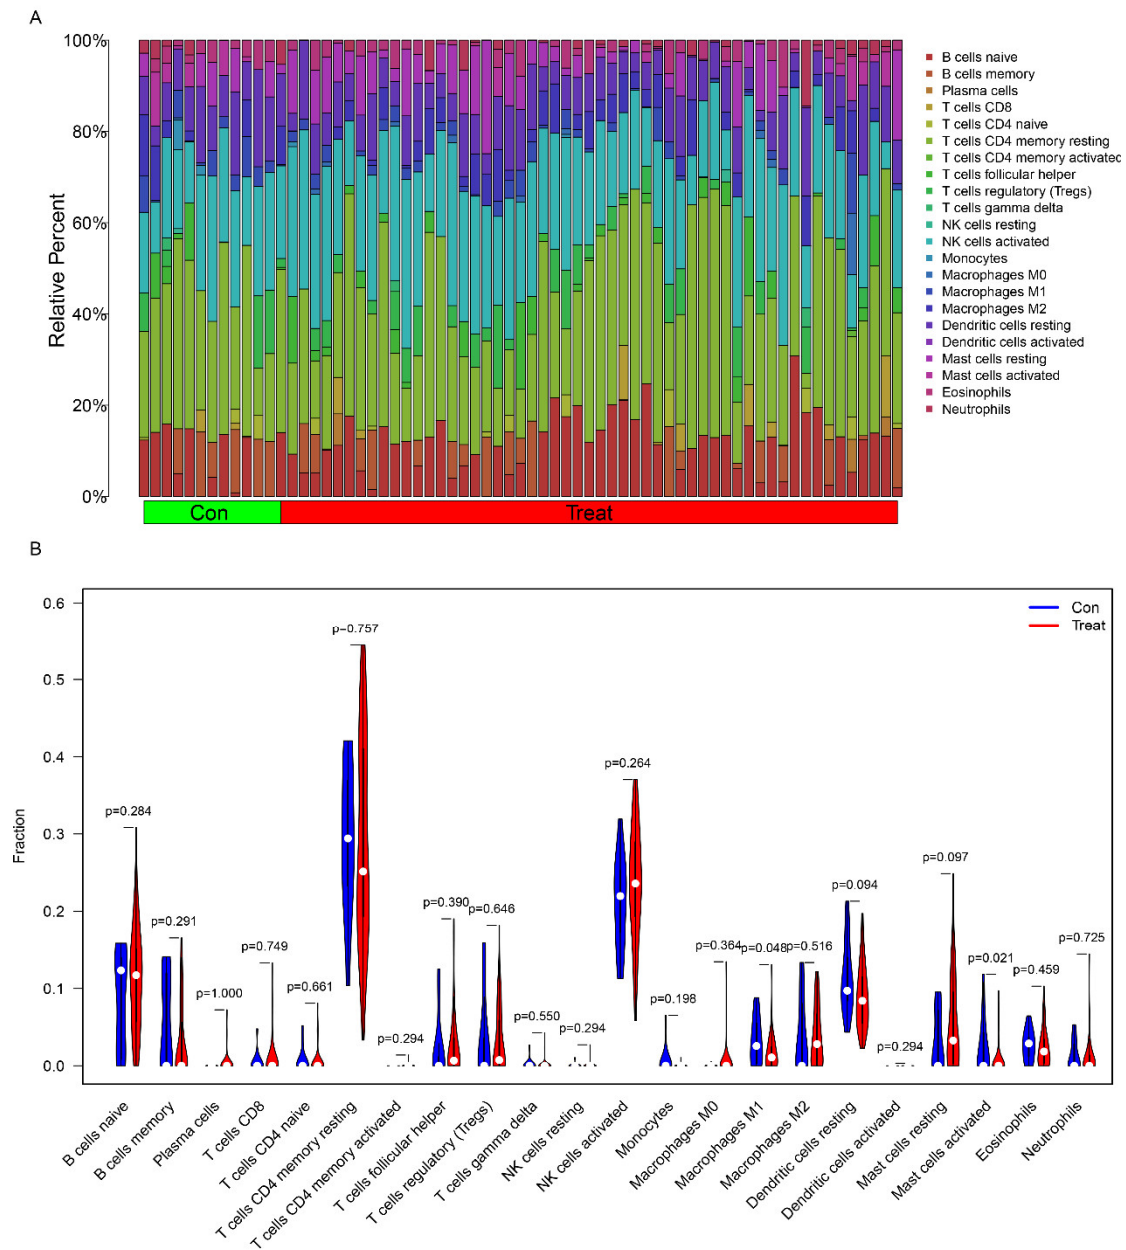 A
100%
80%
60%
40%
20%
0%
Relative Percent
B cells naive
B cells memory
Plasma cells
T cells CD8
T cells CD4 naive
T cells CD4 memory resting
T cells CD4 memory activated
T cells follicular helper
T cells regulatory (Tregs)
T cells gamma delta
NK cells resting
NK cells activated
Monocytes
Macrophages M0
Macrophages M1
Macrophages M2
Dendritic cells resting
Dendritic cells activated
Mast cells resting
Mast cells activated
Eosinophils
Neutrophils
Con
Treat
B
0.6
0.5
0.4
0.3
0.2
0.1
0.0
Fraction
Con
Treat
p=0.284
p=0.291
p=1.000
p=0.749
p=0.661
p=0.757
p=0.294
p=0.390
p=0.646
p=0.550
p=0.294
p=0.264
p=0.198
p=0.364
p=0.048
p=0.516
p=0.094
p=0.294
p=0.097
p=0.021
p=0.459
p=0.725
B cells naive
B cells memory
Plasma cells
T cells CD8
T cells CD4 naive
T cells CD4 memory resting
T cells CD4 memory activated
T cells follicular helper
T cells regulatory (Tregs)
T cells gamma delta
NK cells resting
NK cells activated
Monocytes
Macrophages M0
Macrophages M1
Macrophages M2
Dendritic cells resting
Dendritic cells activated
Mast cells resting
Mast cells activated
Eosinophils
Neutrophils